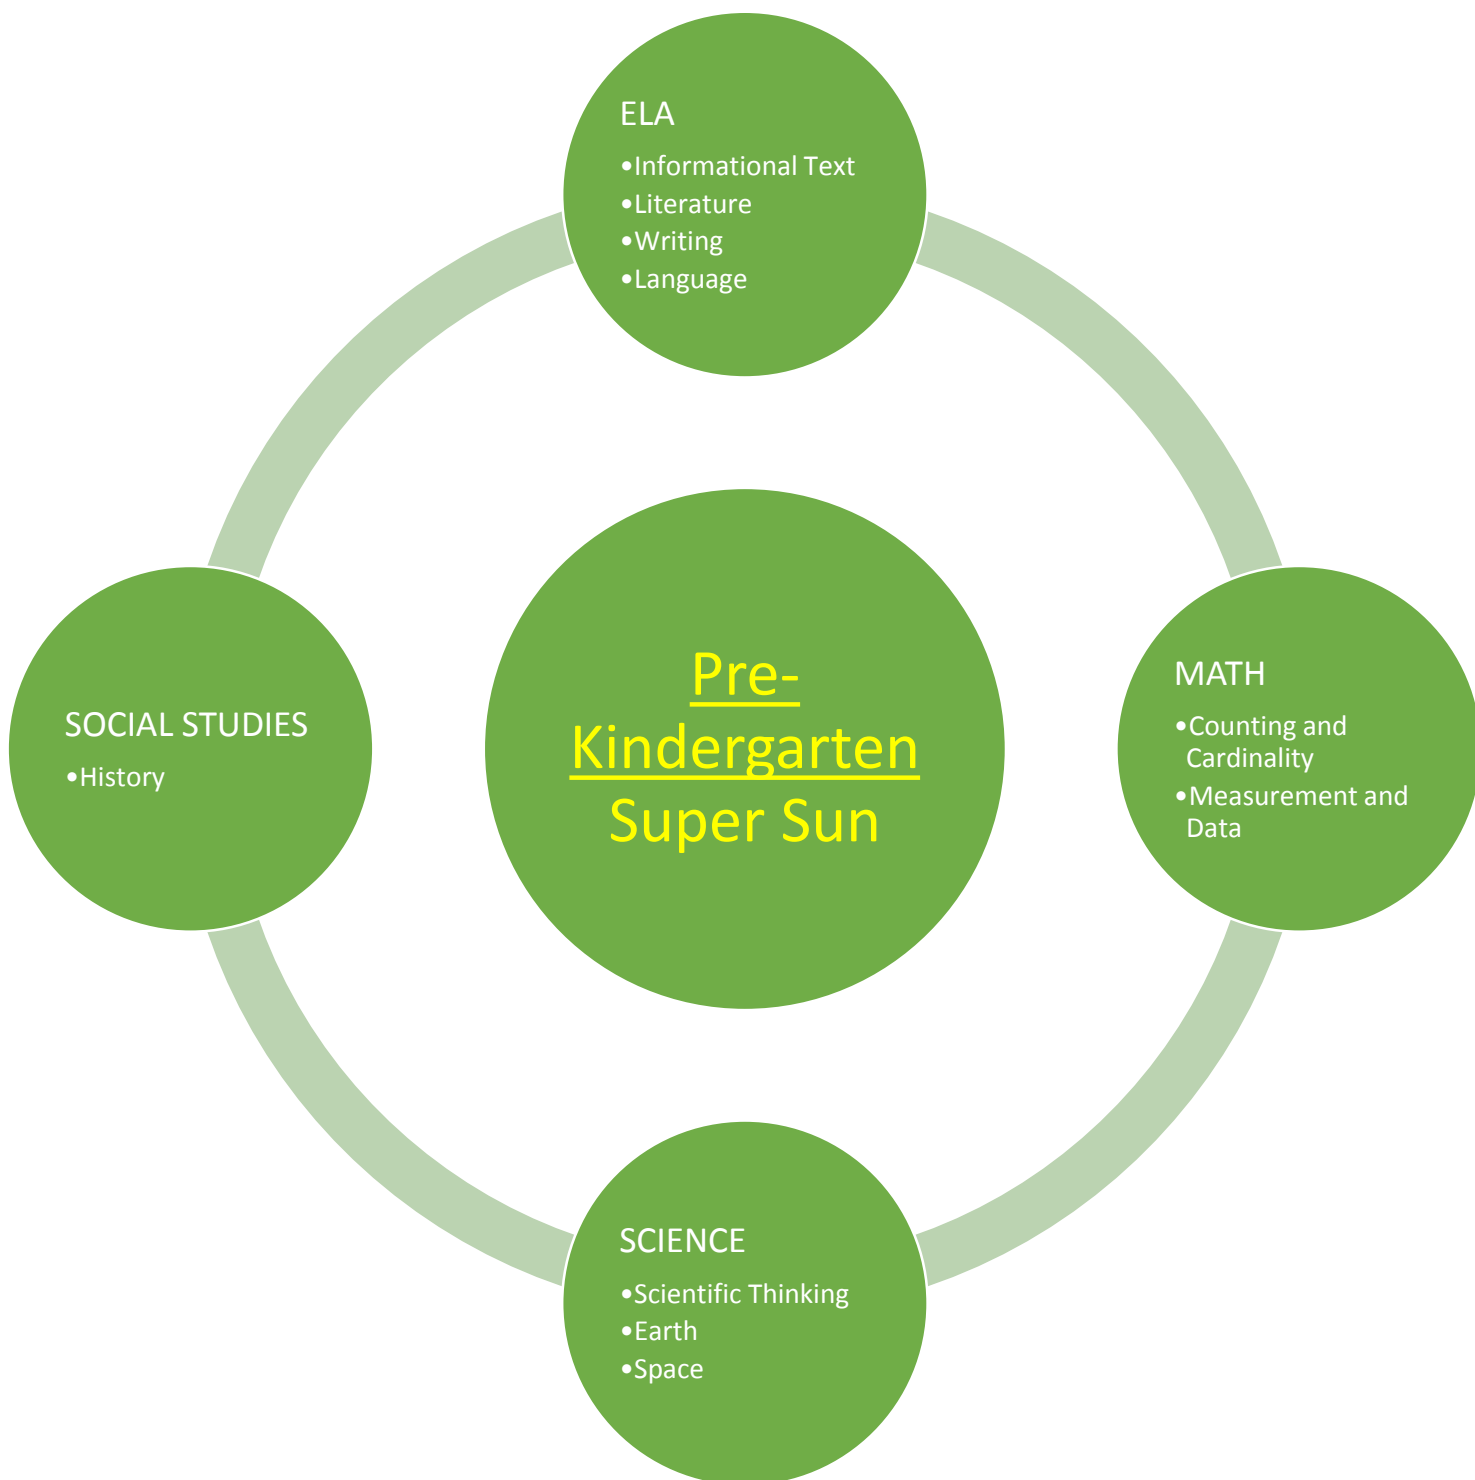 ELA
•Informational Text
•Literature
•Writing
•Language
Pre-
Kindergarten
Super Sun
MATH
•Counting and
Cardinality
•Measurement and
Data
SCIENCE
•Scientific Thinking
•Earth
•Space
SOCIAL STUDIES
•History